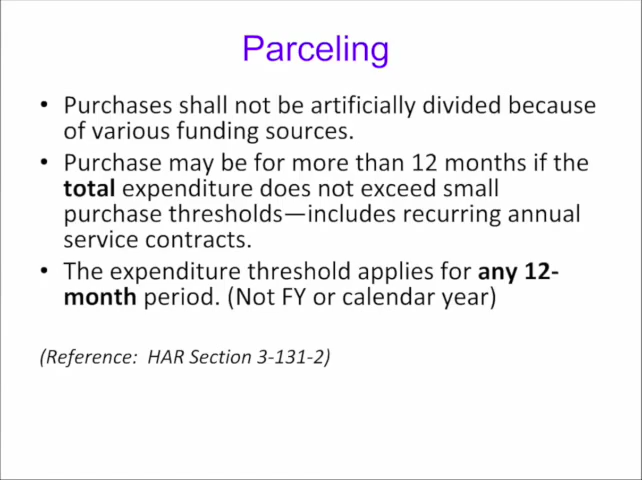 Parceling
• Purchases shall not be artificially divided because
of various funding sources.
• Purchase may be for more than 12 months if the
total expenditure does not exceed small
purchase thresholds—includes recurring annual
service contracts.
• The expenditure threshold applies for any 12-
month period. (Not FY or calendar year)
(Reference: HAR Section 3-131-2)